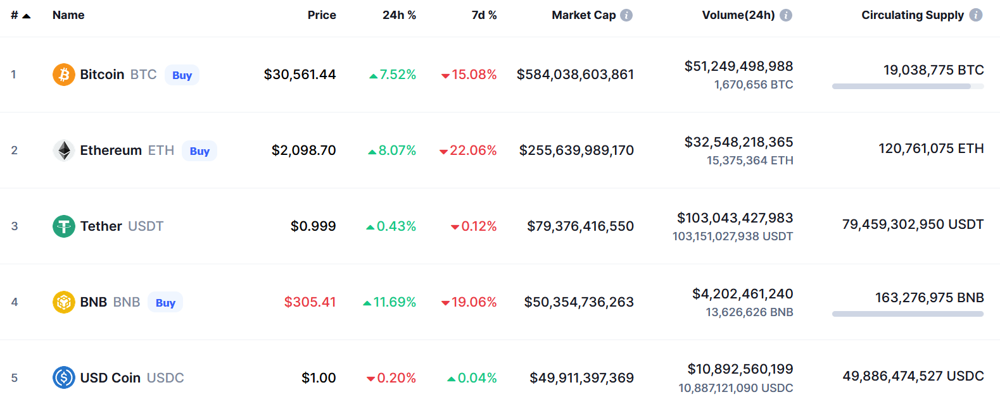 # Name Price 24h % 7d % Market Cap Volume(24h) Circulating Supply
1 Bitcoin BTC Buy $30,561.44 7.52% 15.08% $584,038,603,861 $51,249,498,988 19,038,775 BTC
1,670,656 BTC
2 Ethereum ETH Buy $2,098.70 8.07% 22.06% $255,639,989,170 $32,548,218,365 120,761,075 ETH
15,375,364 ETH
3 Tether USDT $0.999 0.43% 0.12% $79,376,416,550 $103,043,427,983 79,459,302,950 USDT
103,151,027,938 USDT
4 BNB BNB Buy $305.41 11.69% 19.06% $50,354,736,263 $4,202,461,240 163,276,975 BNB
13,626,626 BNB
5 USD Coin USDC $1.00 0.20% 0.04% $49,911,397,369 $10,892,560,199 49,886,474,527 USDC
10,887,121,090 USDC